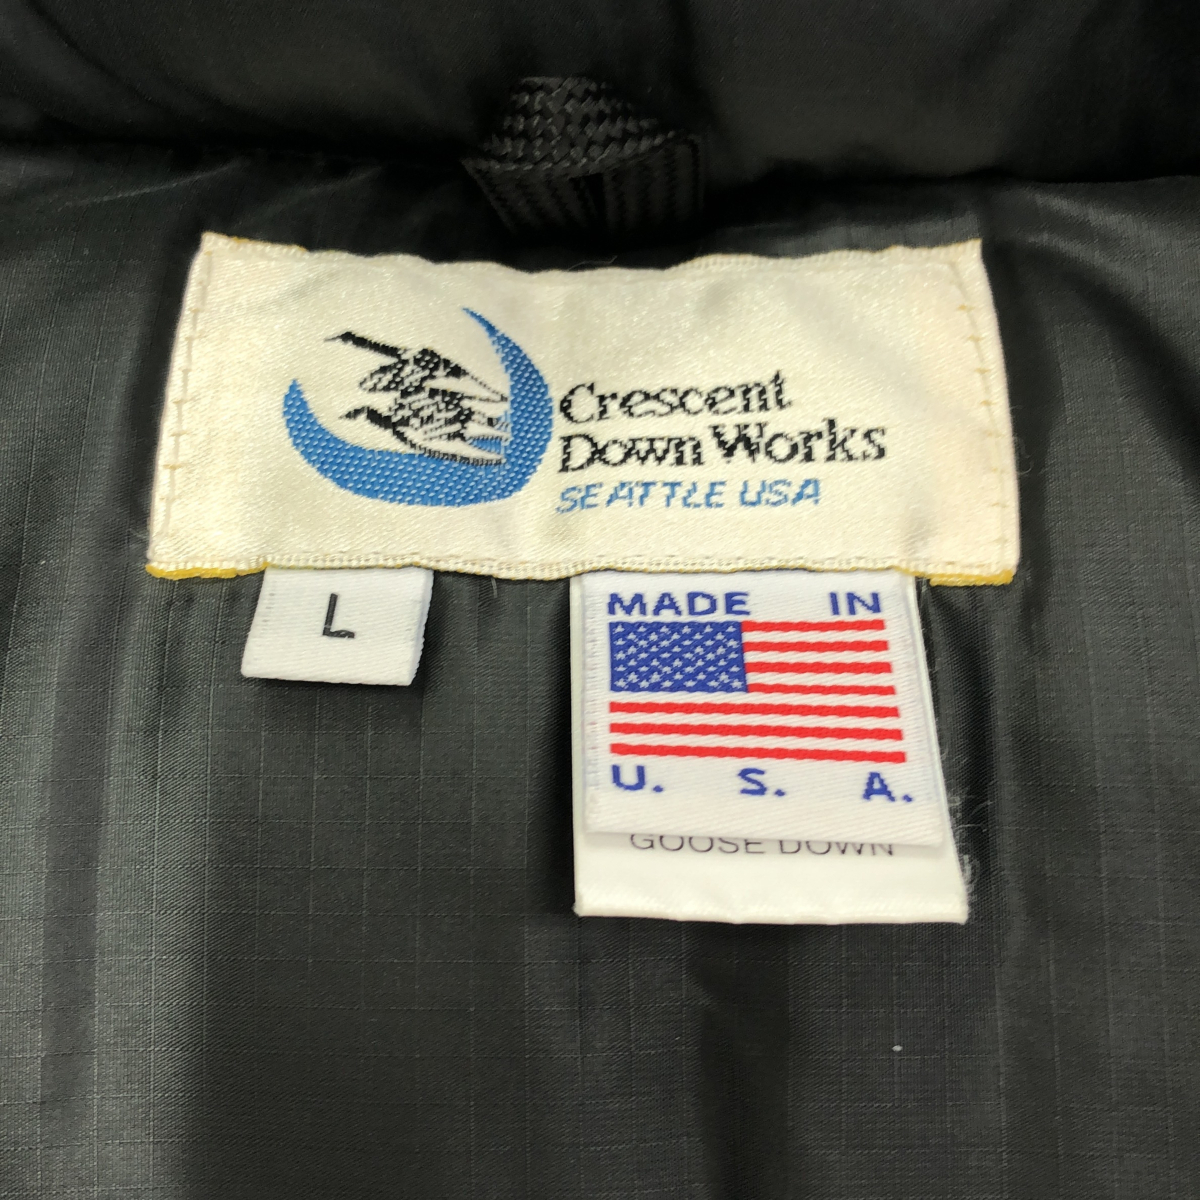 Crescent
Down Works
SEATTLE USA
L
MADE IN
U. S. A.
GOOSE DOWN